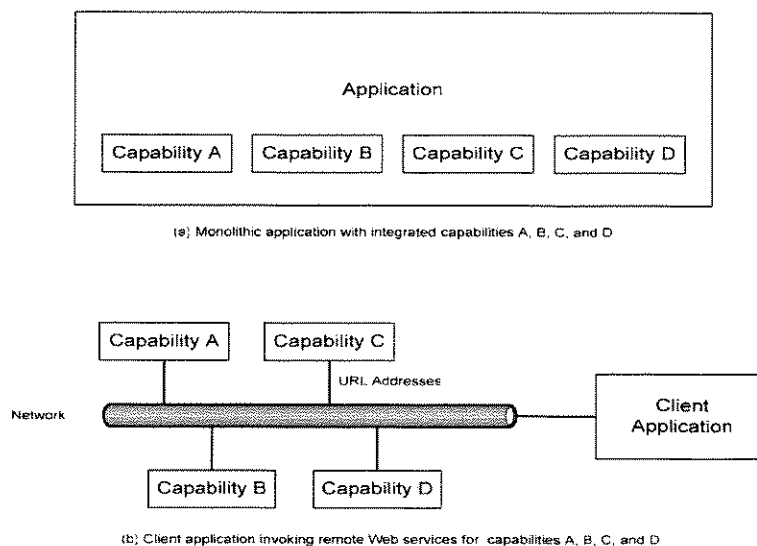 Application
Capability A
Capability B
Capability C
Capability D
(a) Monolithic application with integrated capabilities A, B, C, and D
Capability A
Capability C
URL Addresses
Network
Client
Application
Capability B
Capability D
(b) Client application invoking remote Web services for capabilities A, B, C, and D